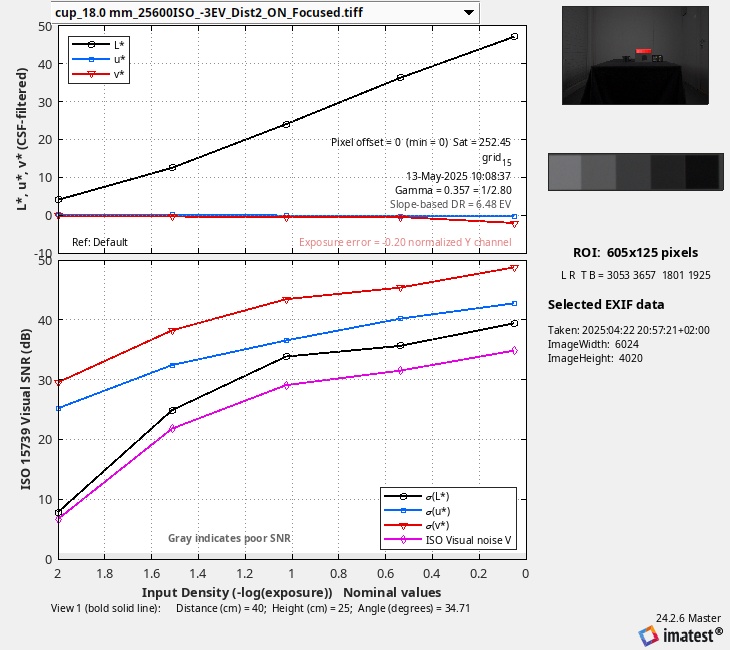 cup_18.0 mm_25600ISO_-3EV_Dist2_ON_Focused.tiff
50
40
30
20
10
0
-10
L*, u*, v* (CSF-filtered)
L*
u*
v*
Pixel offset = 0 (min = 0) Sat = 252.45
grid15
13-May-2025 10:08:37
Gamma = 0.357 = 1/2.80
Slope-based DR = 6.48 EV
Ref: Default
Exposure error = -0.20 normalized Y channel
50
40
30
20
10
0
ISO 15739 Visual SNR (dB)
σ(L*)
σ(u*)
σ(v*)
ISO Visual noise V
Gray indicates poor SNR
2 1.8 1.6 1.4 1.2 1 0.8 0.6 0.4 0.2 0
Input Density (-log(exposure)) Nominal values
View 1 (bold solid line): Distance (cm) = 40; Height (cm) = 25; Angle (degrees) = 34.71
ROI: 605x125 pixels
L R T B = 3053 3657 1801 1925
Selected EXIF data
Taken: 2025:04:22 20:57:21+02:00
ImageWidth: 6024
ImageHeight: 4020
24.2.6 Master
imatest®